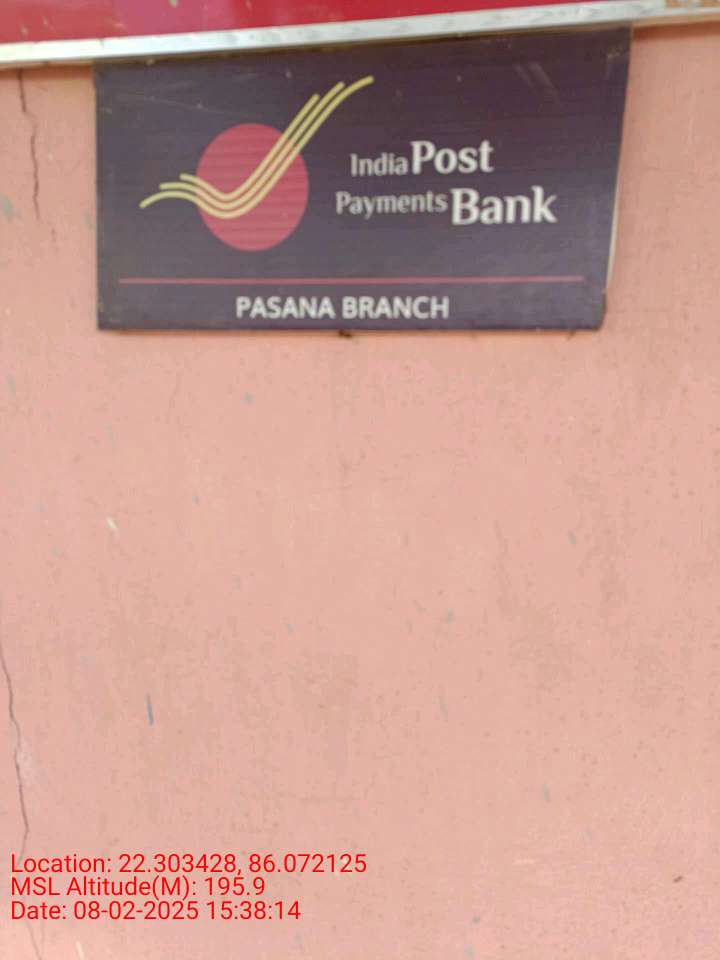 India Post
Payments Bank
PASANA BRANCH
Location: 22.303428, 86.072125
MSL Altitude(M): 195.9
Date: 08-02-2025 15:38:14